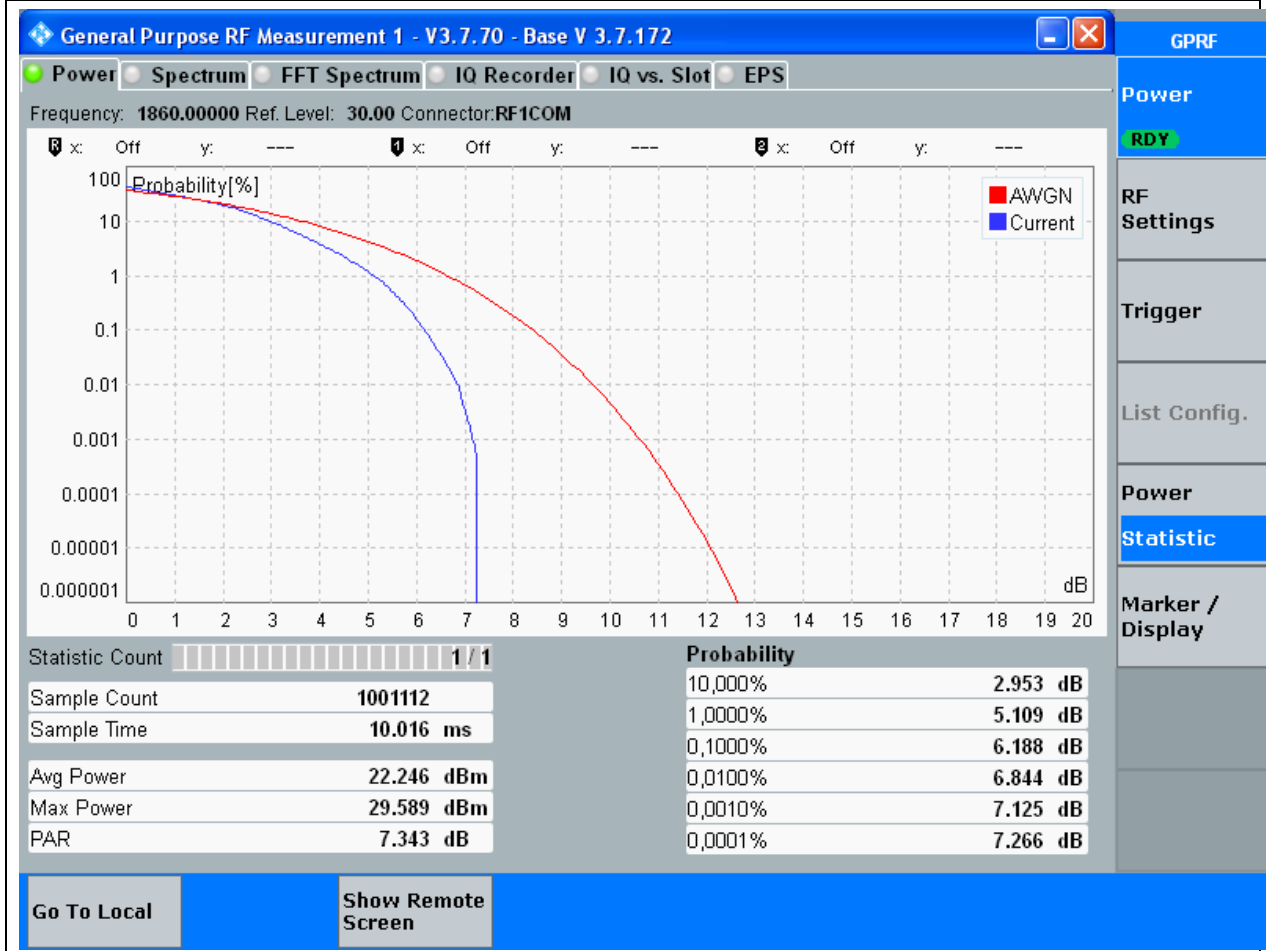 General Purpose RF Measurement 1 - V3.7.70 - Base V 3.7.172
GPRF
Power Spectrum FFT Spectrum IQ Recorder IQ vs. Slot EPS
Frequency: 1860.00000 Ref. Level: 30.00 Connector:RF1COM
R x: Off y: --- 1 x: Off y: --- 2 x: Off y: ---
Probability[%]
AWGN
Current
100
10
1
0.1
0.01
0.001
0.0001
0.00001
0.000001
dB
0 1 2 3 4 5 6 7 8 9 10 11 12 13 14 15 16 17 18 19 20
Statistic Count 1 / 1
Sample Count 1001112
Sample Time 10.016 ms
Avg Power 22.246 dBm
Max Power 29.589 dBm
PAR 7.343 dB
Probability
10,000% 2.953 dB
1,0000% 5.109 dB
0,1000% 6.188 dB
0,0100% 6.844 dB
0,0010% 7.125 dB
0,0001% 7.266 dB
Power
RDY
RF
Settings
Trigger
List Config.
Power
Statistic
Marker /
Display
Go To Local
Show Remote
Screen